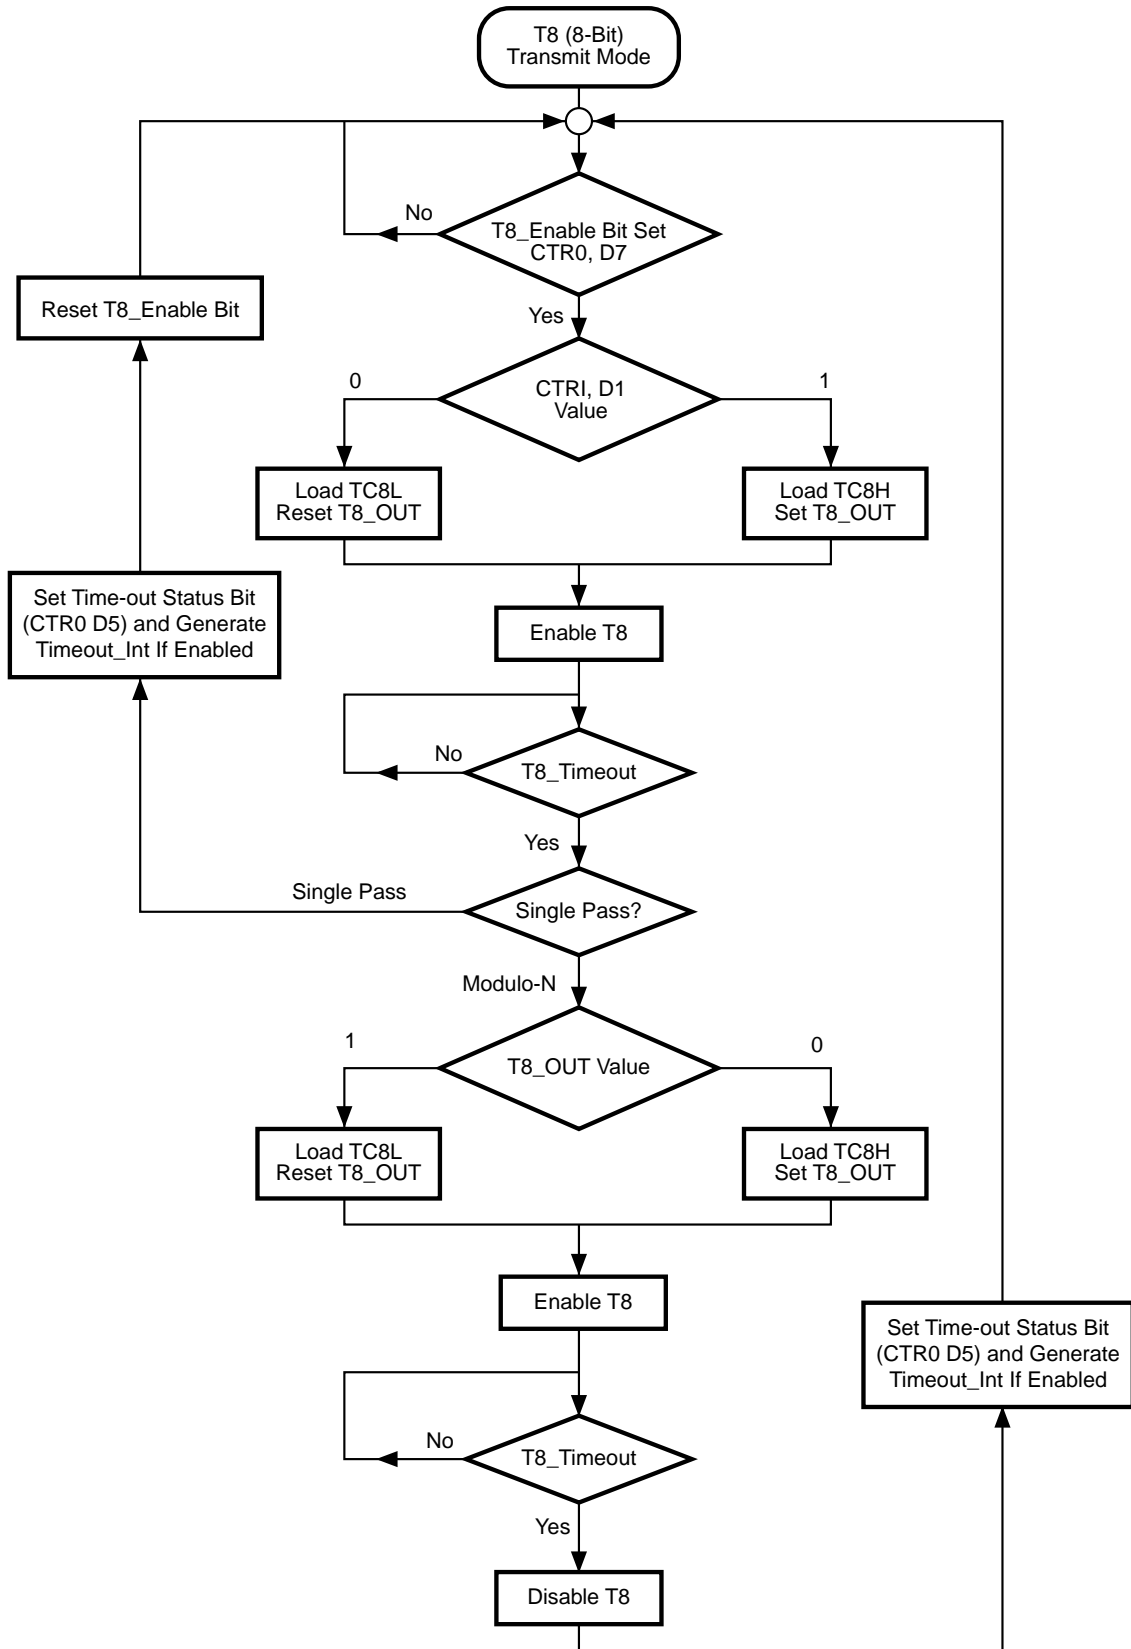 T8 (8-Bit)
Transmit Mode
No
T8_Enable Bit Set
CTR0, D7
Yes
Reset T8_Enable Bit
0
CTRI, D1
Value
1
Load TC8L
Reset T8_OUT
Load TC8H
Set T8_OUT
Set Time-out Status Bit
(CTR0 D5) and Generate
Timeout_Int If Enabled
Enable T8
No
T8_Timeout
Yes
Single Pass
Single Pass?
Modulo-N
1
T8_OUT Value
0
Load TC8L
Reset T8_OUT
Load TC8H
Set T8_OUT
Enable T8
Set Time-out Status Bit
(CTR0 D5) and Generate
Timeout_Int If Enabled
No
T8_Timeout
Yes
Disable T8